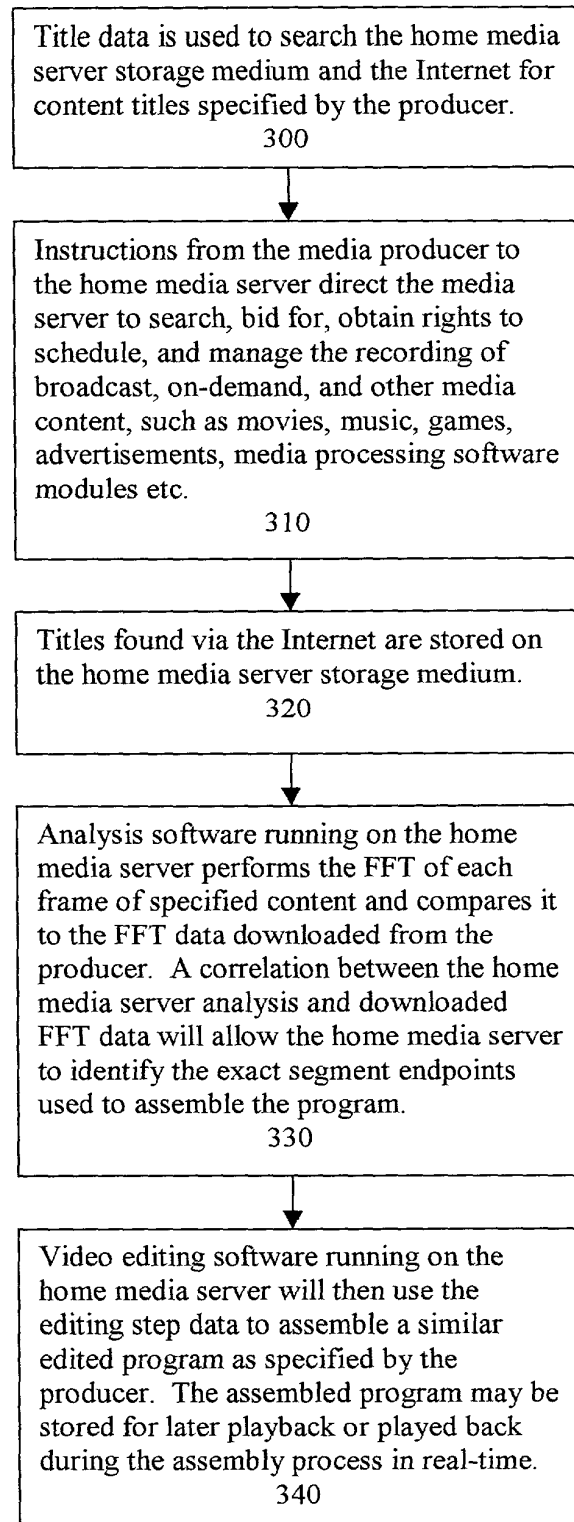 Title data is used to search the home media
server storage medium and the Internet for
content titles specified by the producer.
300
Instructions from the media producer to
the home media server direct the media
server to search, bid for, obtain rights to
schedule, and manage the recording of
broadcast, on-demand, and other media
content, such as movies, music, games,
advertisements, media processing software
modules etc.
310
Titles found via the Internet are stored on
the home media server storage medium.
320
Analysis software running on the home
media server performs the FFT of each
frame of specified content and compares it
to the FFT data downloaded from the
producer.  A correlation between the home
media server analysis and downloaded
FFT data will allow the home media server
to identify the exact segment endpoints
used to assemble the program.
330
Video editing software running on the
home media server will then use the
editing step data to assemble a similar
edited program as specified by the
producer.  The assembled program may be
stored for later playback or played back
during the assembly process in real-time.
340